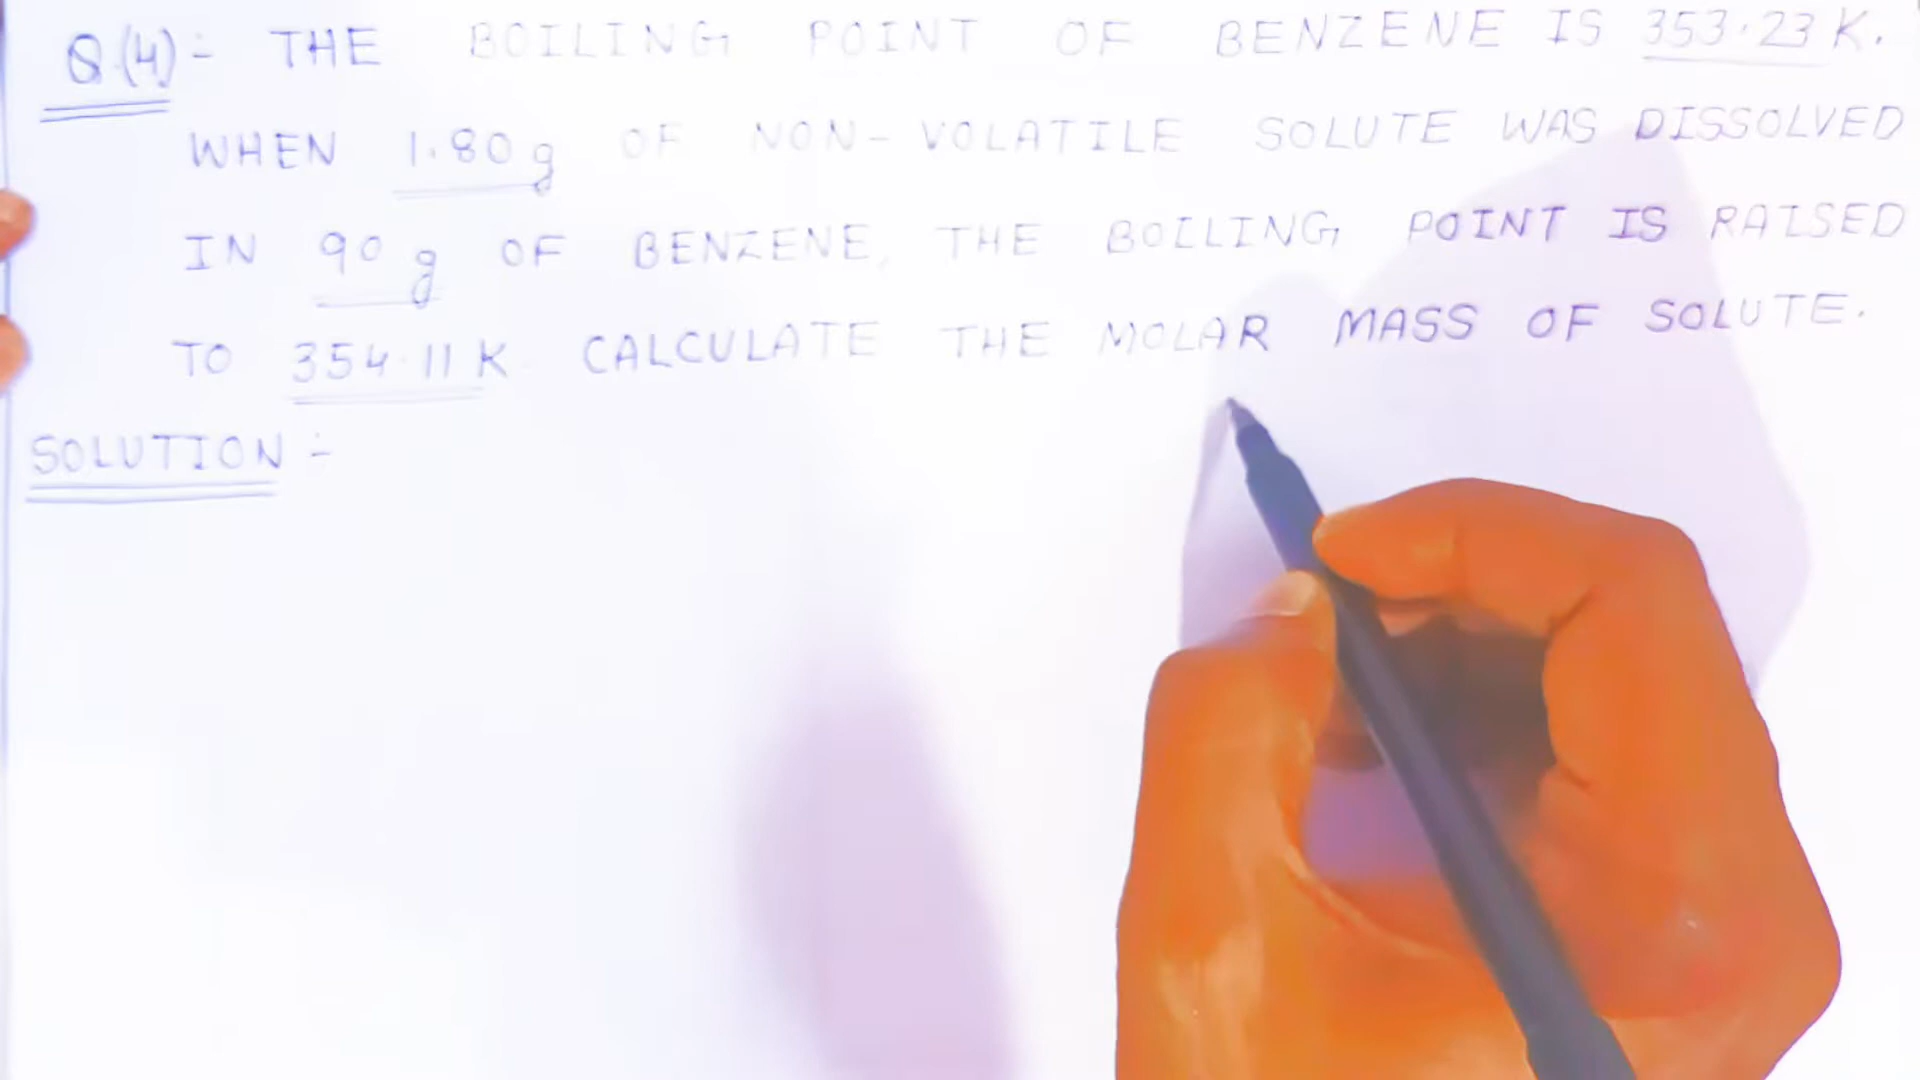 Q.(4):- THE BOILING POINT OF BENZENE IS 353.23 K.
WHEN 1.80 g OF NON-VOLATILE SOLUTE WAS DISSOLVED
IN 90 g OF BENZENE, THE BOILING POINT IS RAISED
TO 354.11 K. CALCULATE THE MOLAR MASS OF SOLUTE.
SOLUTION :-